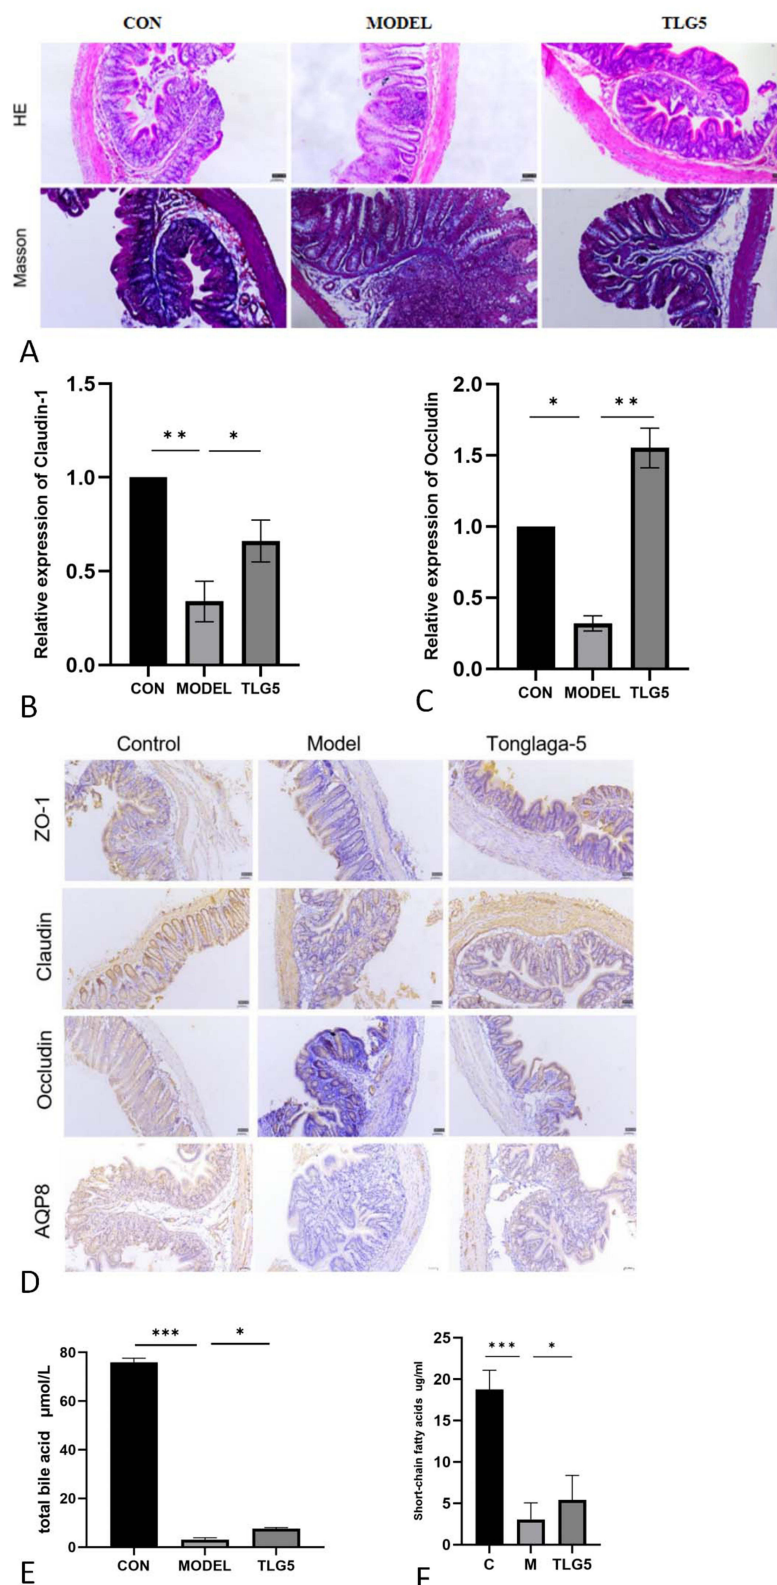 CON MODEL TLG5
HE
Masson
A
Relative expression of Claudin-1
1.5
1.0
0.5
0.0
** *
CON MODEL TLG5
B
Relative expression of Occludin
2.0
1.5
1.0
0.5
0.0
* **
CON MODEL TLG5
C
Control Model Tonglaga-5
ZO-1
Claudin
Occludin
AQP8
D
total bile acid μmol/L
80
60
40
20
0
*** *
CON MODEL TLG5
E
Short-chain fatty acids ug/ml
25
20
15
10
5
0
*** *
C M TLG5